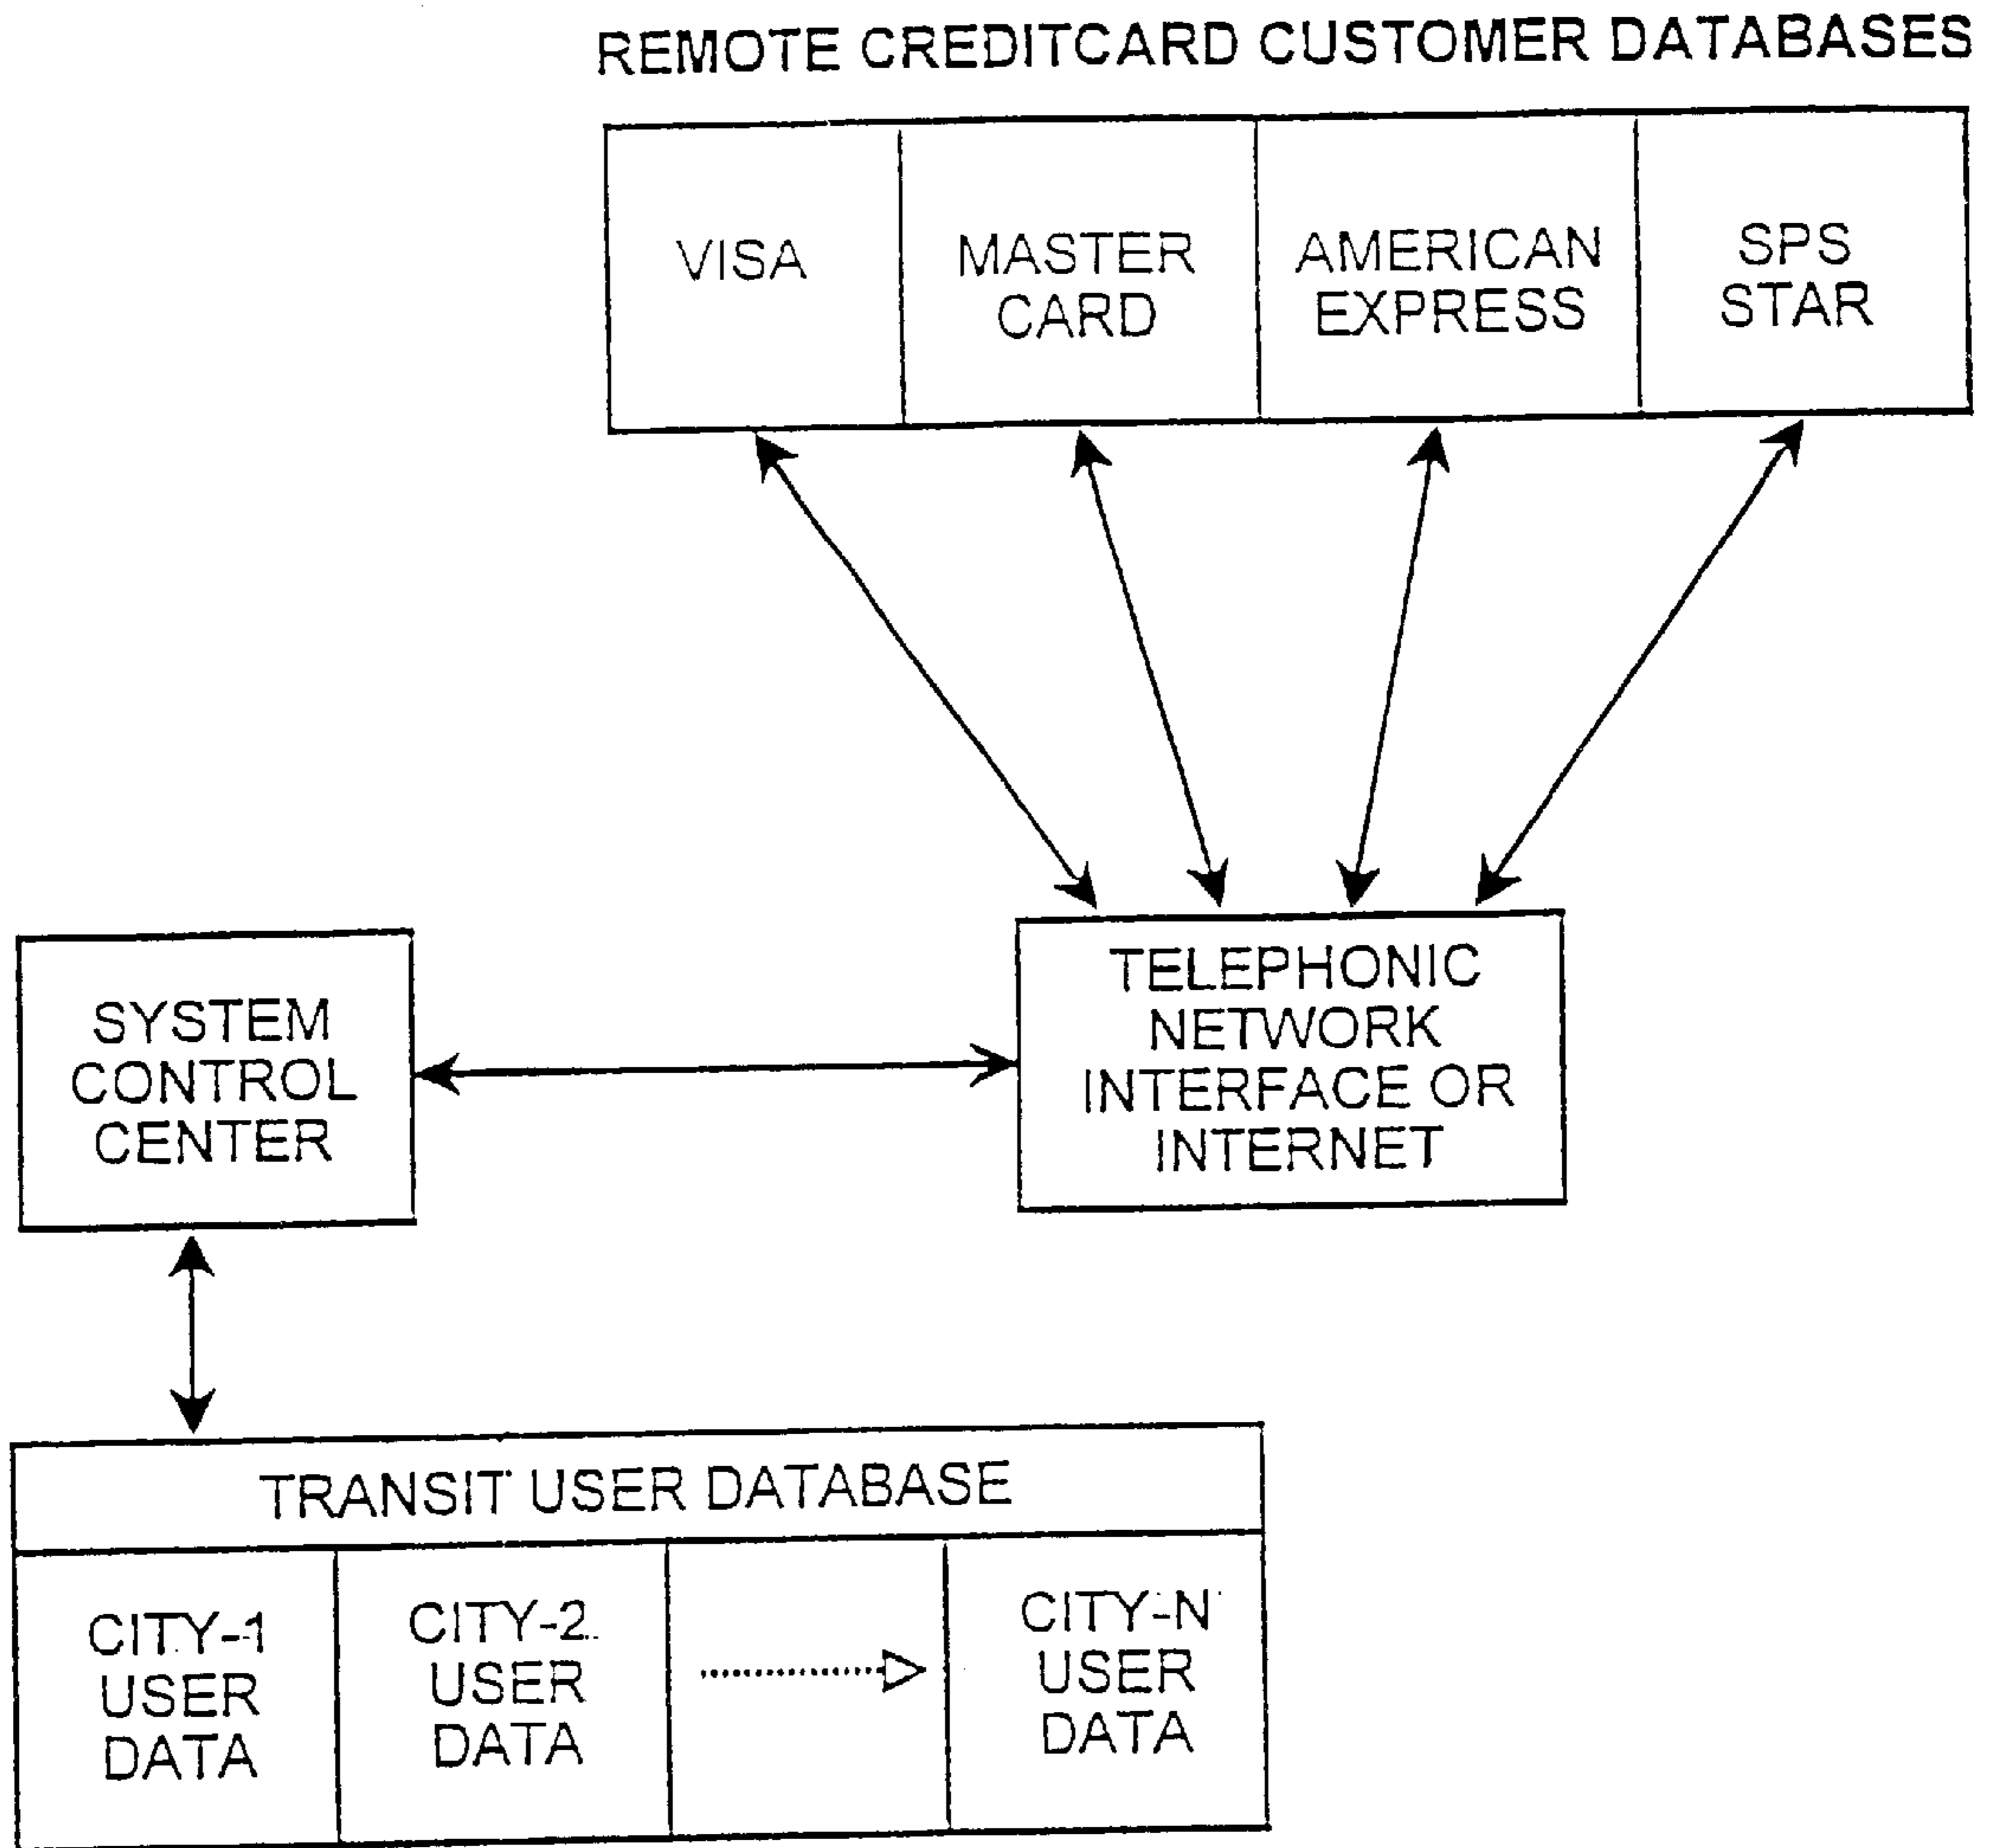 REMOTE CREDITCARD CUSTOMER DATABASES
VISA
MASTER
CARD
AMERICAN
EXPRESS
SPS
STAR
SYSTEM
CONTROL
CENTER
TELEPHONIC
NETWORK
INTERFACE OR
INTERNET
TRANSIT USER DATABASE
CITY-1
USER
DATA
CITY-2
USER
DATA
CITY-N
USER
DATA